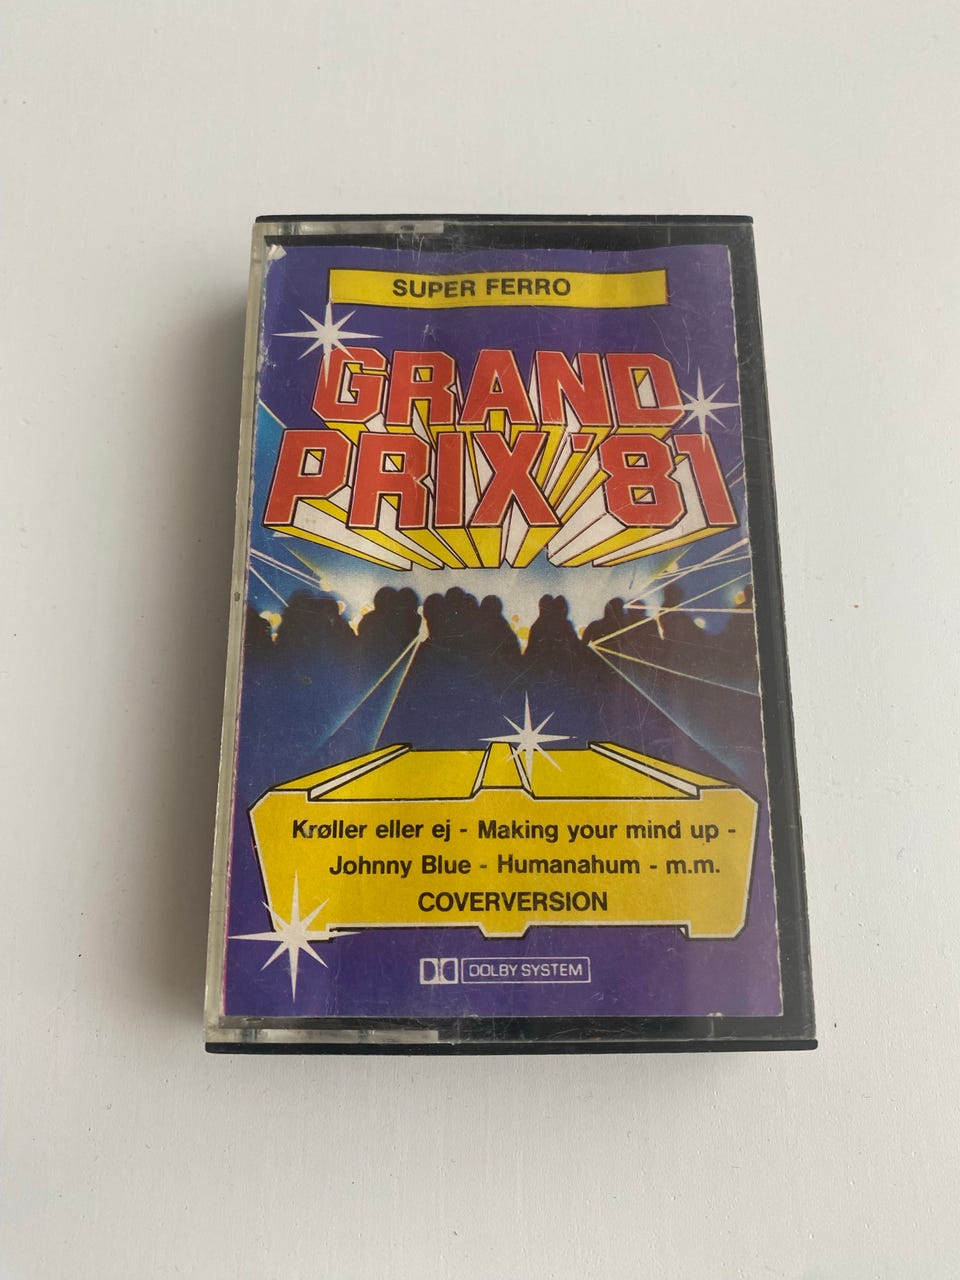 SUPER FERRO
GRAND
PRIX '81
Krøller eller ej - Making your mind up -
Johnny Blue - Humanahum - m.m.
COVERVERSION
DOLBY SYSTEM